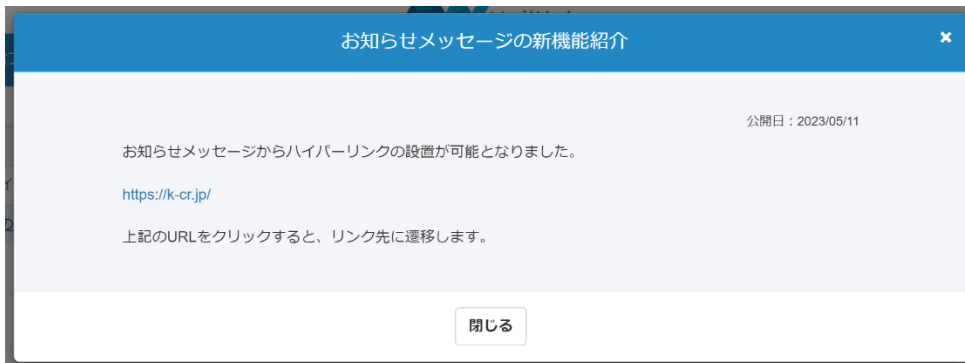 お知らせメッセージの新機能紹介
×
公開日：2023/05/11
お知らせメッセージからハイパーリンクの設置が可能となりました。
https://k-cr.jp/
上記のURLをクリックすると、リンク先に遷移します。
閉じる